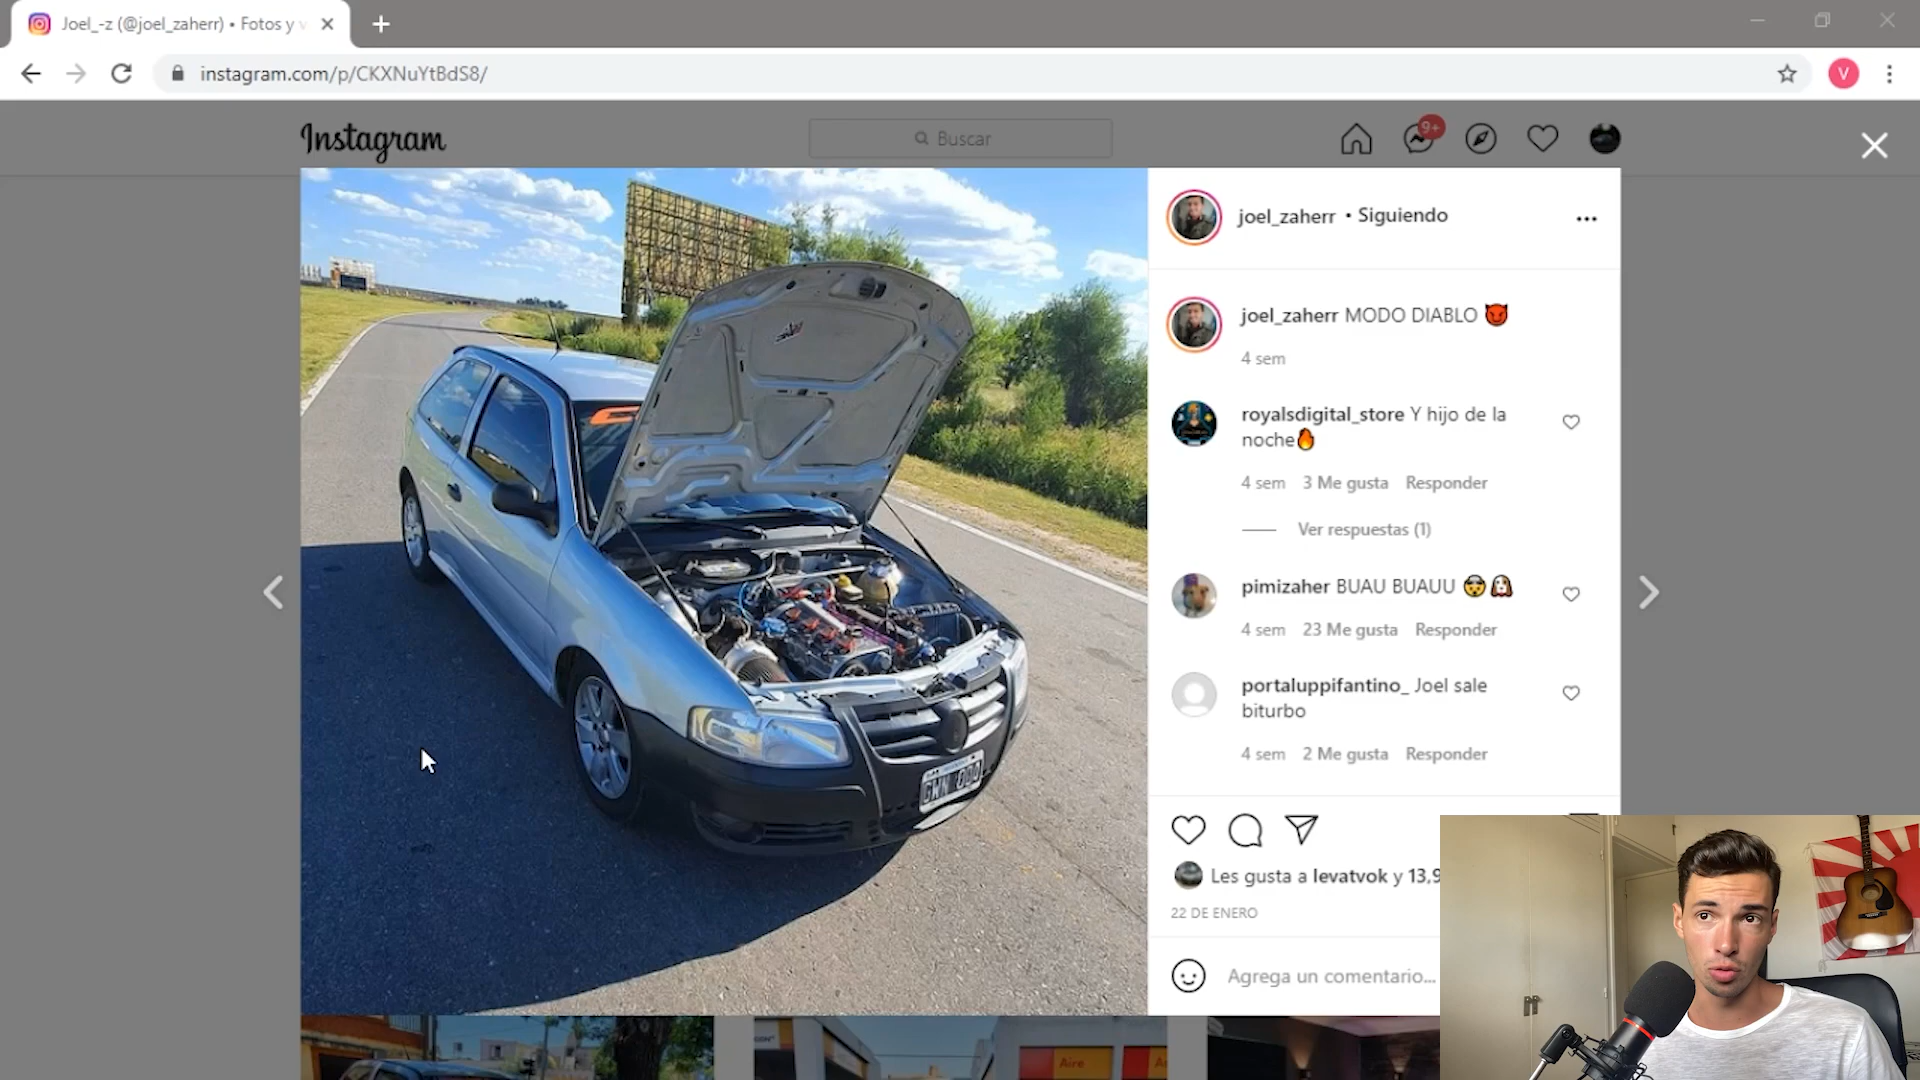 Joel_-z (@joel_zaherr) • Fotos y v
instagram.com/p/CKXNuYtBdS8/
V
Instagram
Buscar
9+
joel_zaherr • Siguiendo
joel_zaherr MODO DIABLO 😈
4 sem
royalsdigital_store Y hijo de la
noche🔥
4 sem 3 Me gusta Responder
Ver respuestas (1)
pimizaher BUAU BUAUU 🤯🐶
4 sem 23 Me gusta Responder
portaluppifantino_ Joel sale
biturbo
4 sem 2 Me gusta Responder
Les gusta a levatvok y 13,9
22 DE ENERO
Agrega un comentario...
GWN 000
Aire